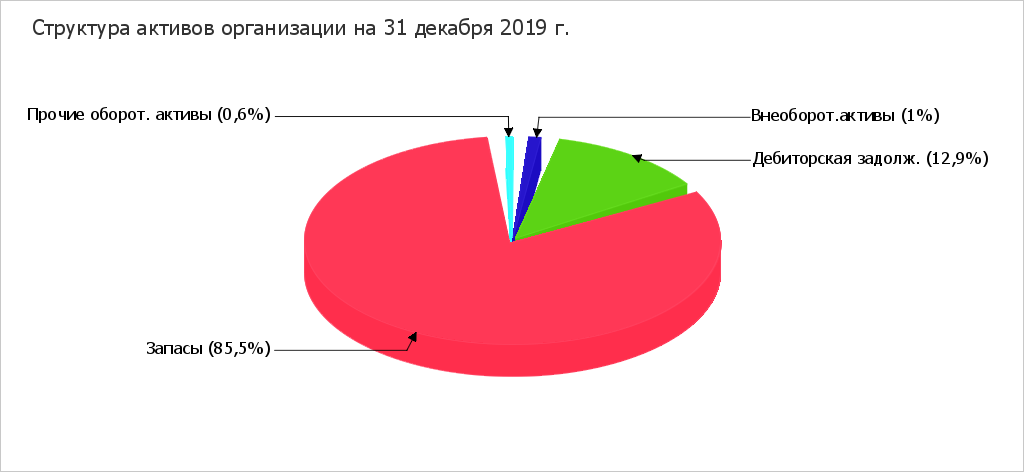 Структура активов организации на 31 декабря 2019 г.
Прочие оборот. активы (0,6%)
Внеоборот.активы (1%)
Дебиторская задолж. (12,9%)
Запасы (85,5%)